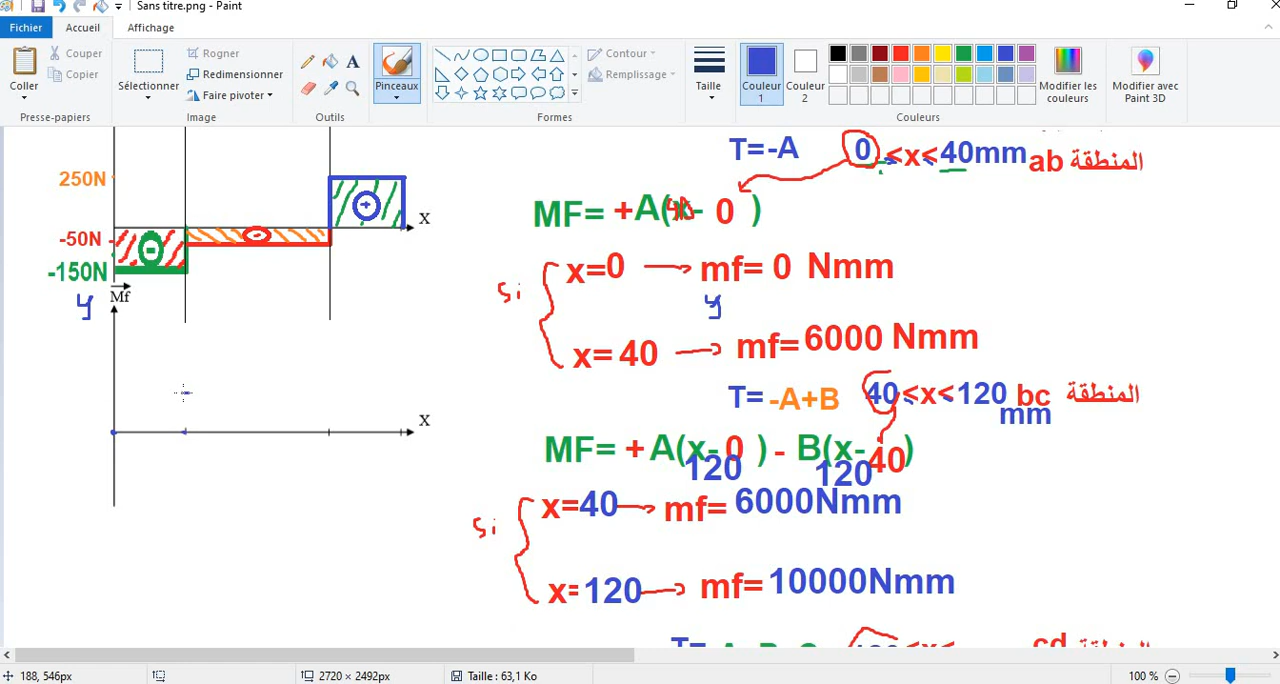 Sans titre.png - Paint
Fichier Accueil Affichage
Coller
Couper
Copier
Presse-papiers
Sélectionner
Rogner
Redimensionner
Faire pivoter
Image
A
Outils
Pinceaux
Contour
Remplissage
Formes
Taille
Couleur 1
Couleur 2
Modifier les couleurs
Modifier avec Paint 3D
Couleurs
250N
-50N
-150N
+
-
-
X
y
Mf
X
T=-A 0 <x< 40mm ab المنطقة
MF= +A(x- 0 )
40
si
x=0 mf= 0 Nmm
y
x= 40 mf= 6000 Nmm
T= -A+B 40 <x< 120 bc المنطقة
mm
MF= + A(x- 0 ) - B(x- 40 )
120 120
si
x=40 mf= 6000Nmm
x=120 mf= 10000Nmm
<x< cd المنطقة
188, 546px
2720 × 2492px
Taille : 63,1 Ko
100 %